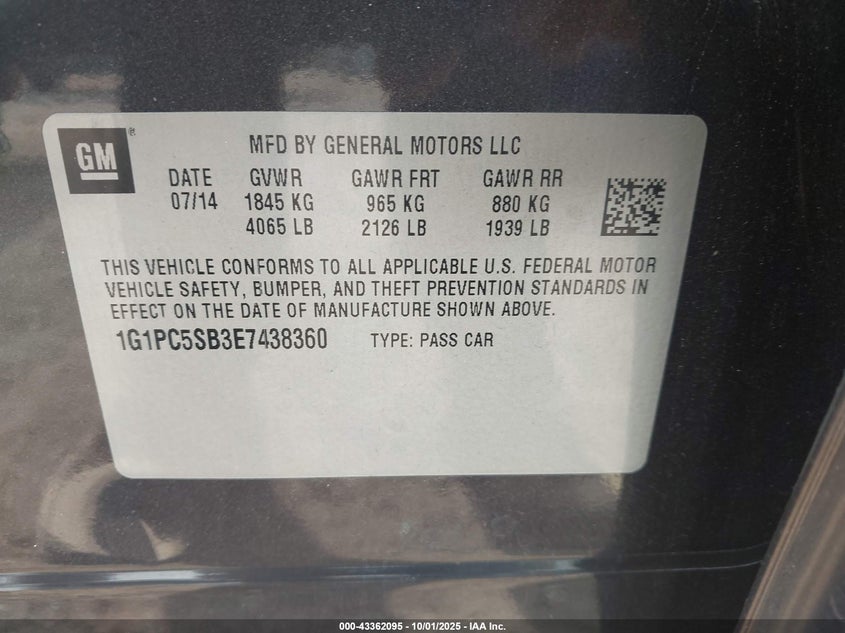 GM®
MFD BY GENERAL MOTORS LLC
DATE GVWR GAWR FRT GAWR RR
07/14 1845 KG 965 KG 880 KG
4065 LB 2126 LB 1939 LB
THIS VEHICLE CONFORMS TO ALL APPLICABLE U.S. FEDERAL MOTOR
VEHICLE SAFETY, BUMPER, AND THEFT PREVENTION STANDARDS IN
EFFECT ON THE DATE OF MANUFACTURE SHOWN ABOVE.
1G1PC5SB3E7438360 TYPE: PASS CAR
000-43362095 - 10/01/2025 - IAA Inc.